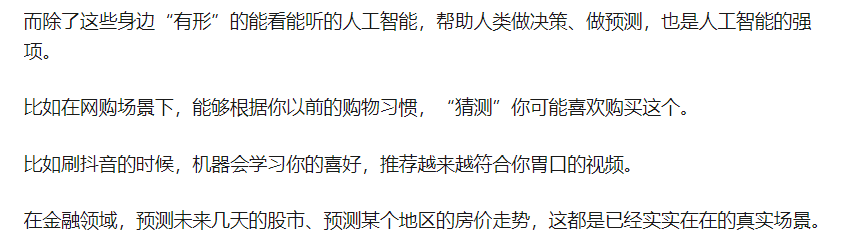 而除了这些身边“有形”的能看能听的人工智能，帮助人类做决策、做预测，也是人工智能的强
项。
比如在网购场景下，能够根据你以前的购物习惯，“猜测”你可能喜欢购买这个。
比如刷抖音的时候，机器会学习你的喜好，推荐越来越符合你胃口的视频。
在金融领域，预测未来几天的股市、预测某个地区的房价走势，这都是已经实实在在的真实场景。